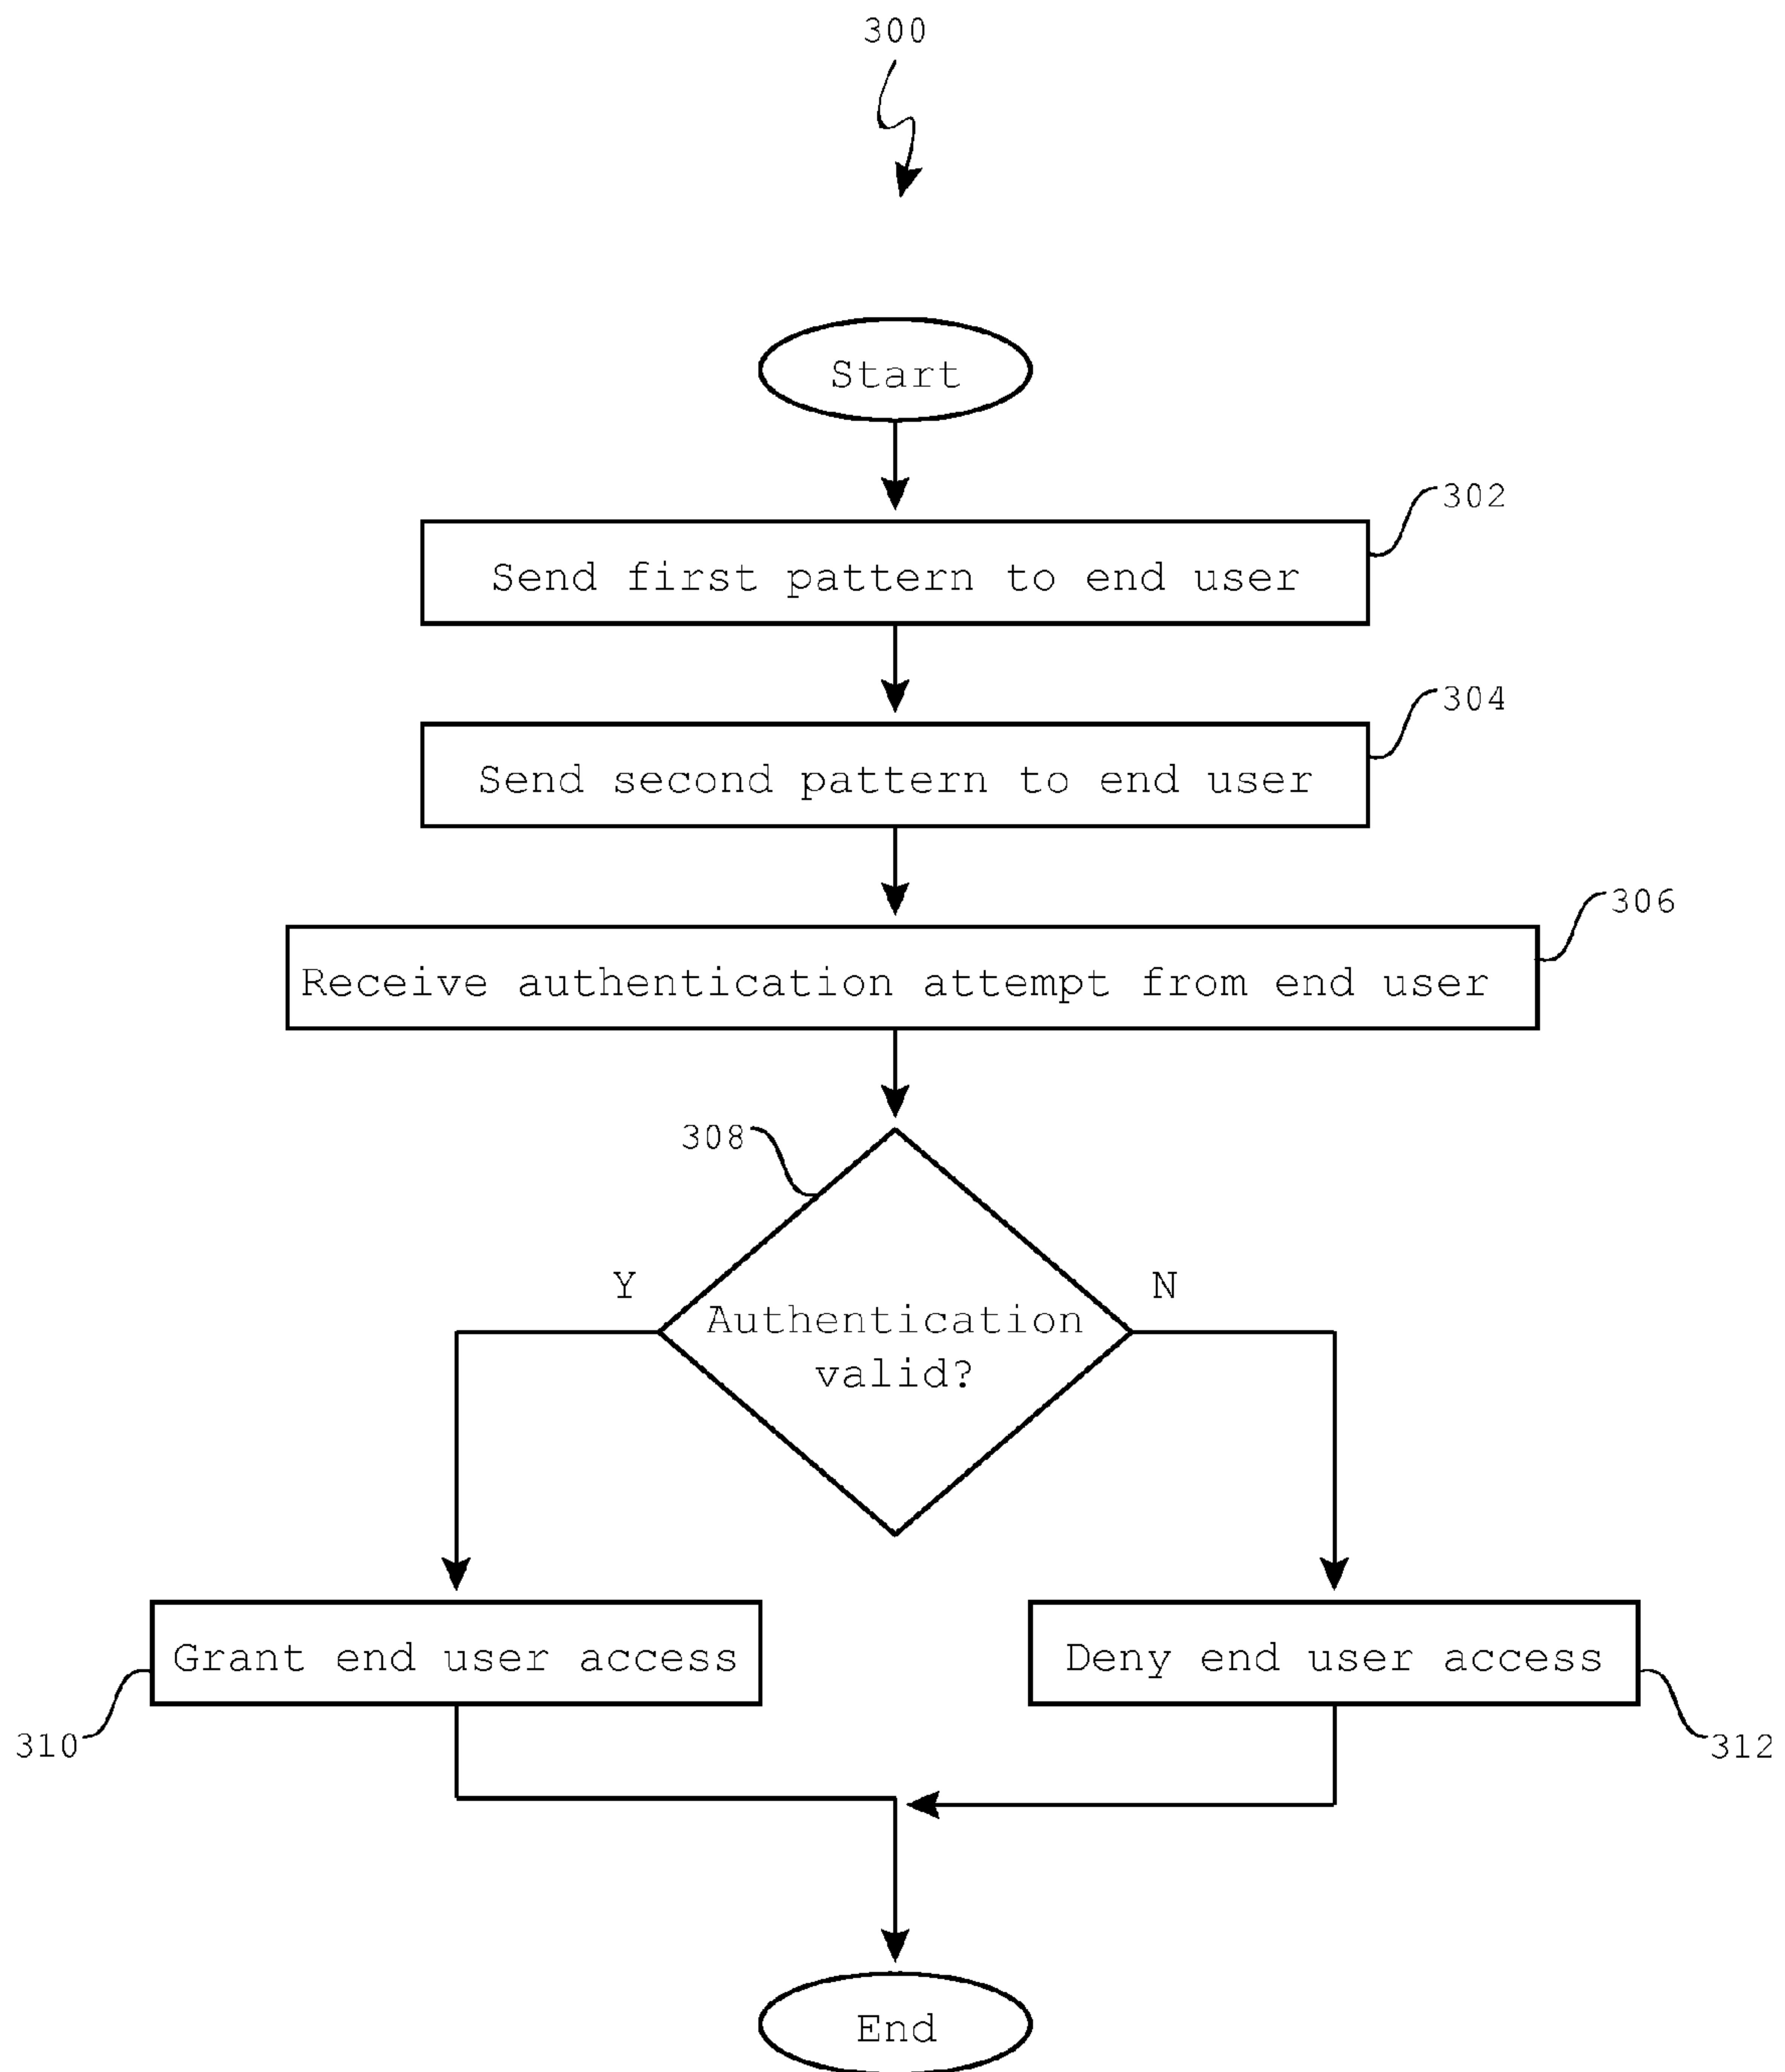 300
Start
302
Send first pattern to end user
304
Send second pattern to end user
306
Receive authentication attempt from end user
308
Y
N
Authentication
valid?
Grant end user access
Deny end user access
310
312
End